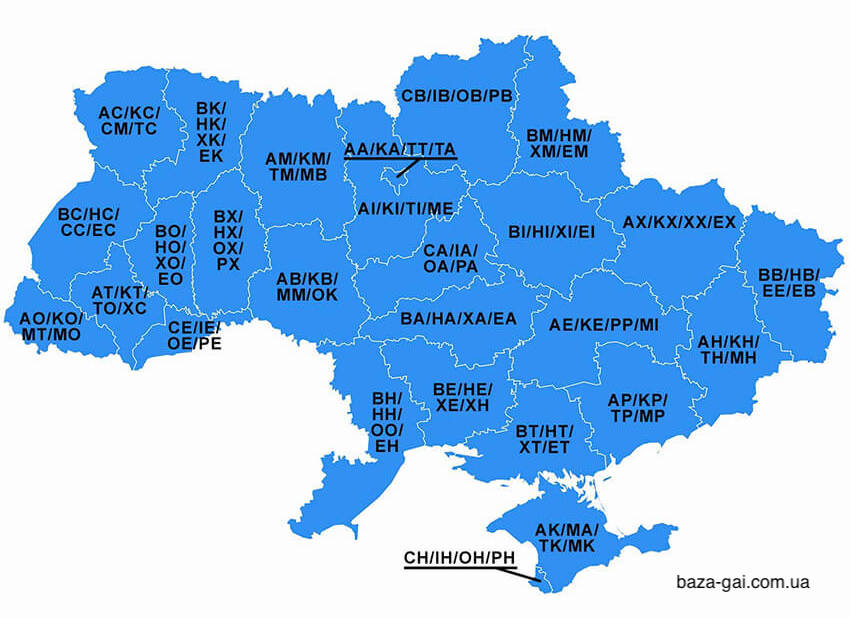 CB/IB/OB/PB
AC/KC/
CM/TC
BK/
HK/
XK/
EK
BM/HM/
XM/EM
AA/KA/TT/TA
AM/KM/
TM/MB
AI/KI/TI/ME
BC/HC/
CC/EC
BO/
HO/
XO/
EO
BX/
HX/
OX/
PX
BI/HI/XI/EI
AX/KX/XX/EX
CA/IA/
OA/PA
AB/KB/
MM/OK
BB/HB/
EE/EB
AT/KT/
TO/XC
AO/KO/
MT/MO
CE/IE/
OE/PE
BA/HA/XA/EA
AE/KE/PP/MI
AH/KH/
TH/MH
BH/
HH/
OO/
EH
BE/HE/
XE/XH
AP/KP/
TP/MP
BT/HT/
XT/ET
AK/MA/
TK/MK
CH/IH/OH/PH
baza-gai.com.ua